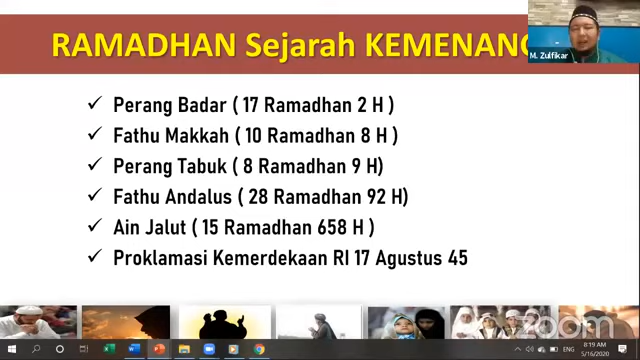 RAMADHAN Sejarah KEMENANG
M. Zulfikar
✓ Perang Badar ( 17 Ramadhan 2 H )
✓ Fathu Makkah ( 10 Ramadhan 8 H )
✓ Perang Tabuk ( 8 Ramadhan 9 H)
✓ Fathu Andalus ( 28 Ramadhan 92 H)
✓ Ain Jalut ( 15 Ramadhan 658 H )
✓ Proklamasi Kemerdekaan RI 17 Agustus 45
zoom
ENG
8:19 AM
5/16/2020